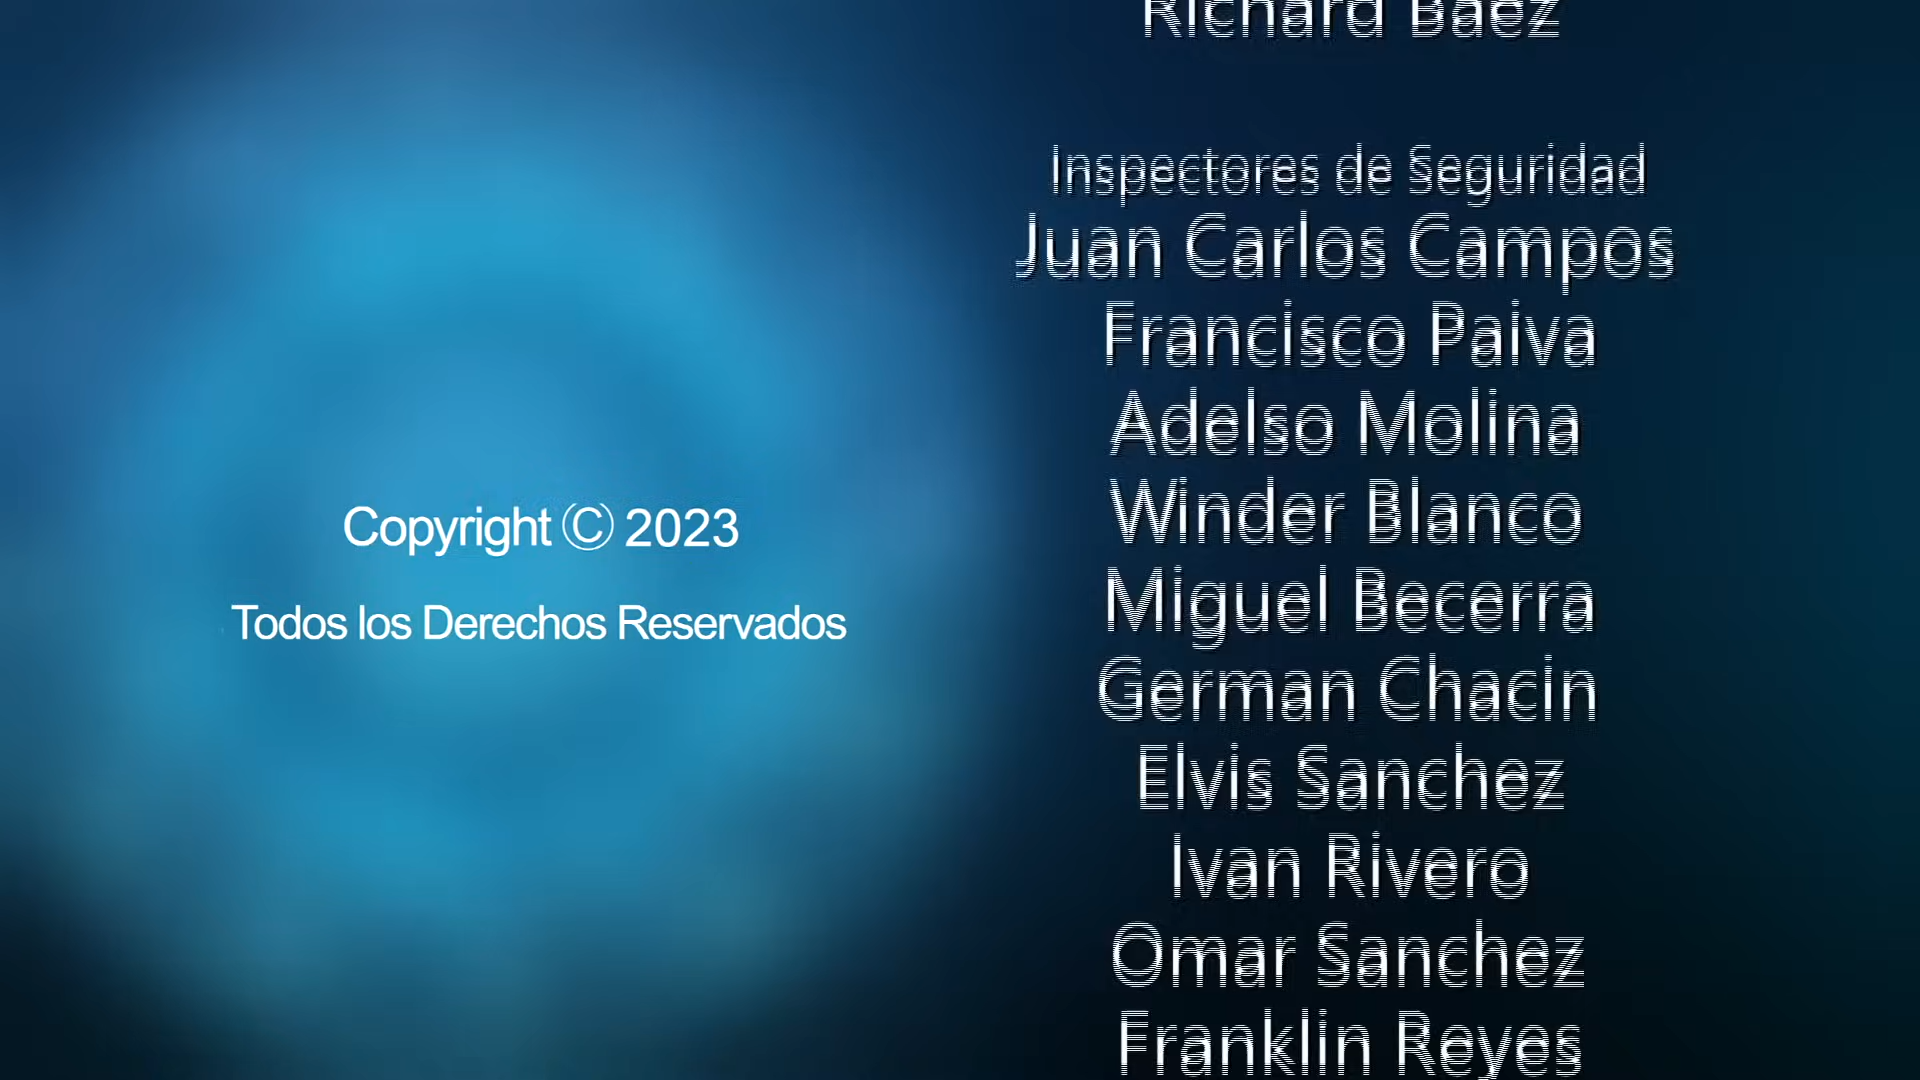 Richard Baez
Inspectores de Seguridad
Juan Carlos Campos
Francisco Paiva
Adelso Molina
Winder Blanco
Miguel Becerra
German Chacin
Elvis Sanchez
Ivan Rivero
Omar Sanchez
Franklin Reyes
Copyright Ⓒ 2023
Todos los Derechos Reservados